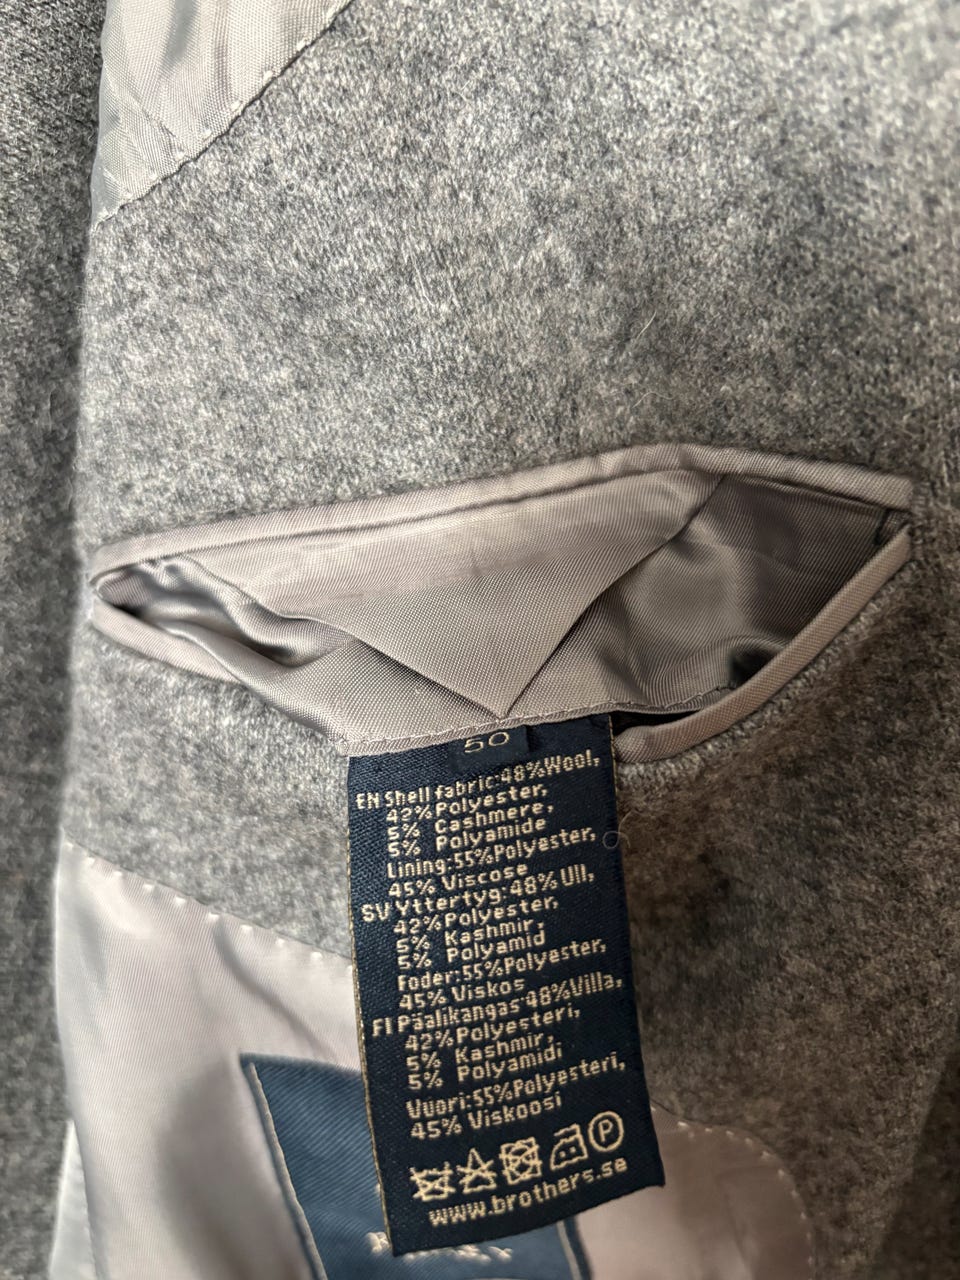 50
EN Shell fabric:48%Wool,
42%Polyester,
5% Cashmere,
5% Polyamide
Lining:55%Polyester,
45% Viscose
SV Yttertyg:48% Ull,
42%Polyester,
5% Kashmir,
5% Polyamid
Foder:55%Polyester,
45% Viskos
FI Päälikangas:48%Villa,
42% Polyesteri,
5% Kashmir,
5% Polyamidi
Vuori:55%Polyesteri,
45% Viskoosi
P
www.brothers.se